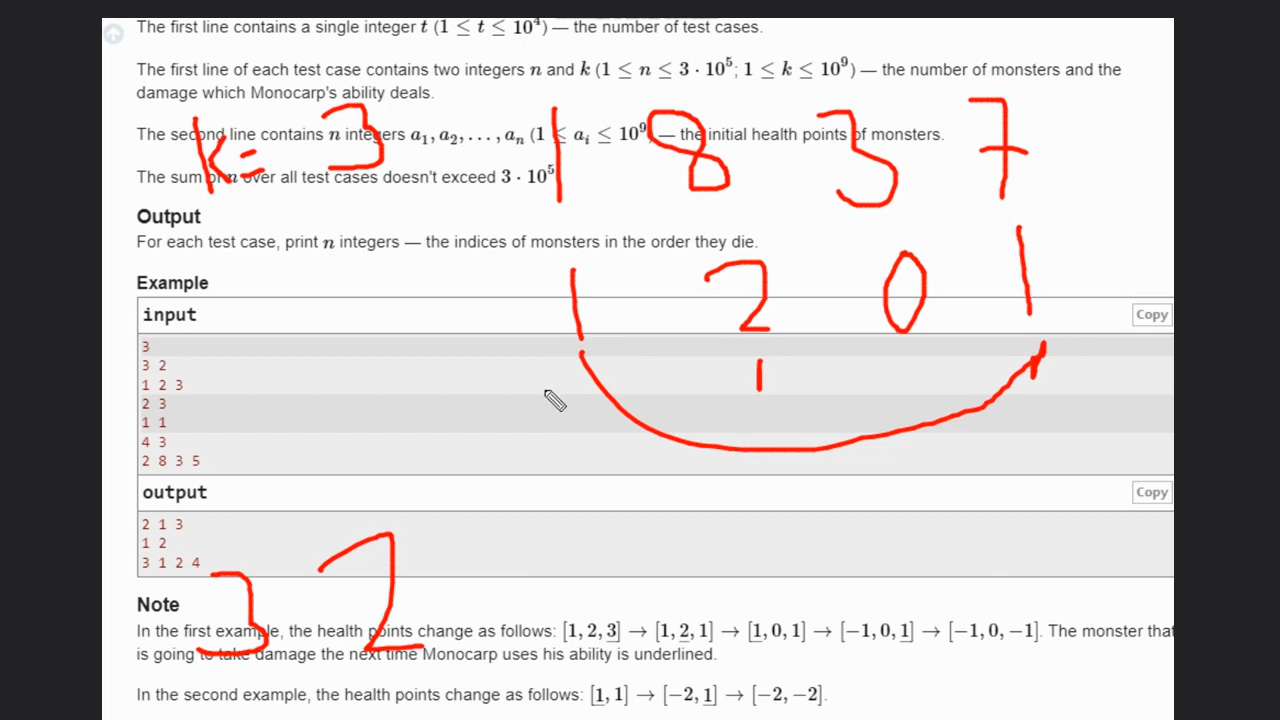 The first line contains a single integer t (1 ≤ t ≤ 10⁴) — the number of test cases.
The first line of each test case contains two integers n and k (1 ≤ n ≤ 3 · 10⁵; 1 ≤ k ≤ 10⁹) — the number of monsters and the
damage which Monocarp's ability deals.
k= 3 1 8 3 7
The second line contains n integers a₁, a₂, …, aₙ (1 ≤ aᵢ ≤ 10⁹) — the initial health points of monsters.
The sum of n over all test cases doesn't exceed 3 · 10⁵
Output
For each test case, print n integers — the indices of monsters in the order they die.
1 2 0 1
Example
input
Copy
3
3 2
1 2 3
1
2 3
1 1
4 3
2 8 3 5
output
Copy
2 1 3
1 2
3 1 2 4
3 2
Note
In the first example, the health points change as follows: [1, 2, 3] → [1, 2, 1] → [1, 0, 1] → [−1, 0, 1] → [−1, 0, −1]. The monster that
is going to take damage the next time Monocarp uses his ability is underlined.
In the second example, the health points change as follows: [1, 1] → [−2, 1] → [−2, −2].